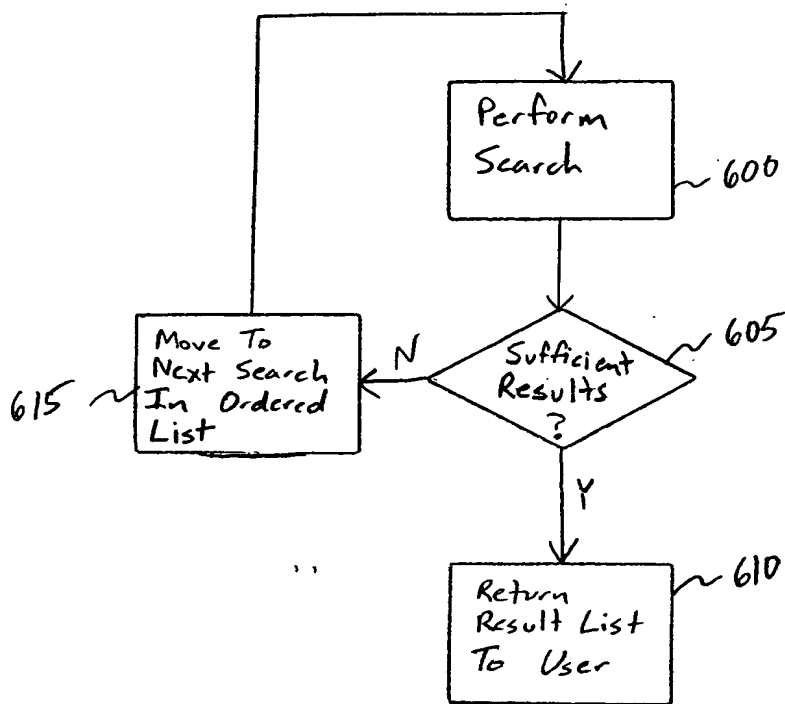 Perform
Search
600
Sufficient
Results
?
605
N
Move To
Next Search
In Ordered
List
615
Y
Return
Result List
To User
610